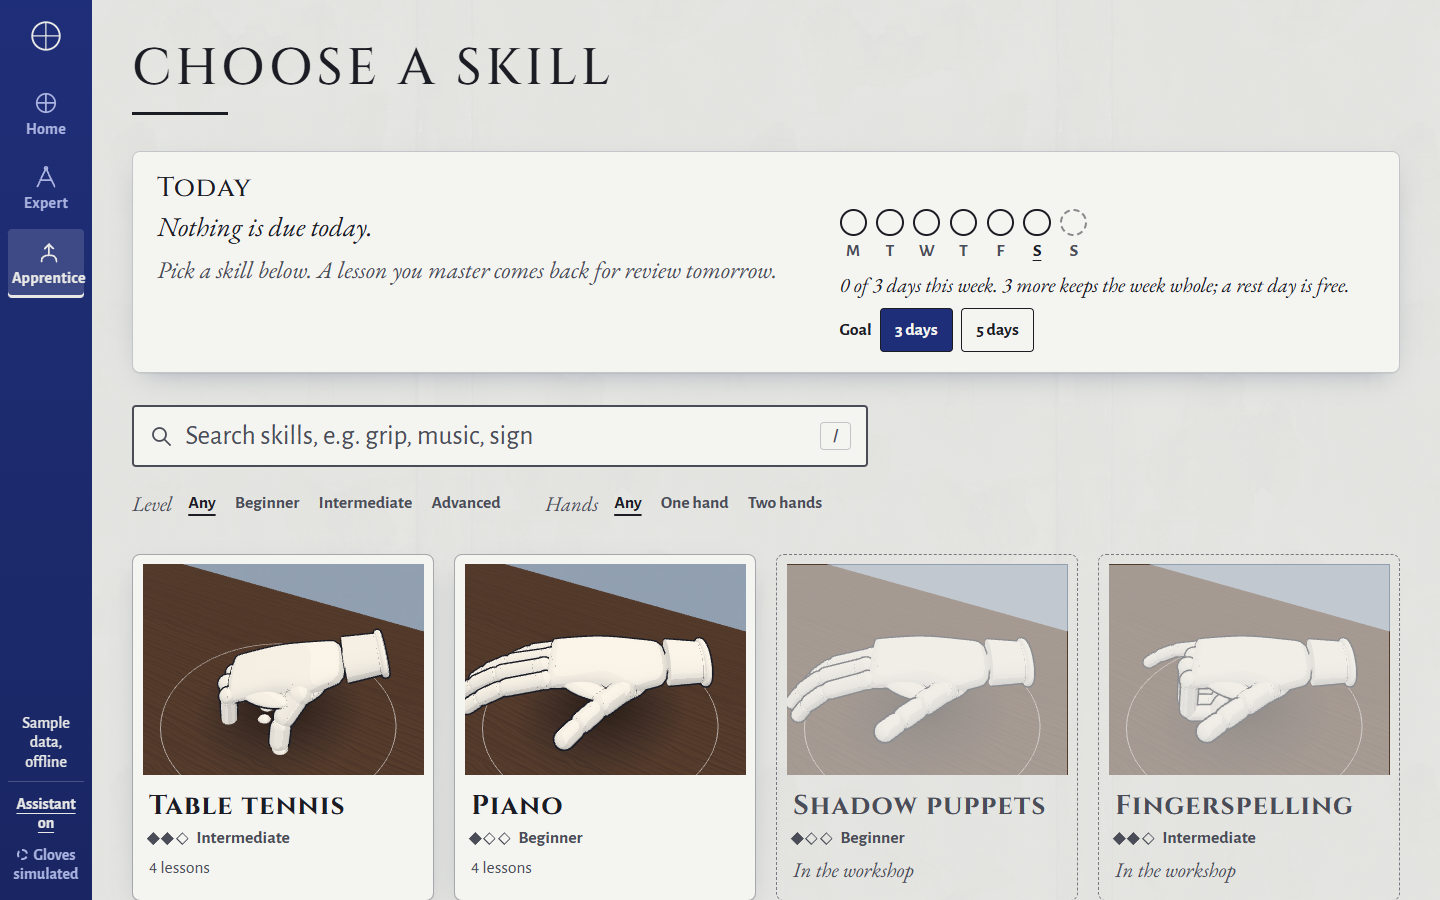 CHOOSE A SKILL
Home
Expert
Apprentice
Sample
data,
offline
Assistant
on
Gloves
simulated
TODAY
Nothing is due today.
Pick a skill below. A lesson you master comes back for review tomorrow.
M T W T F S S
0 of 3 days this week. 3 more keeps the week whole; a rest day is free.
Goal 3 days 5 days
Search skills, e.g. grip, music, sign /
Level Any Beginner Intermediate Advanced Hands Any One hand Two hands
TABLE TENNIS
Intermediate
4 lessons
PIANO
Beginner
4 lessons
SHADOW PUPPETS
Beginner
In the workshop
FINGERSPELLING
Intermediate
In the workshop